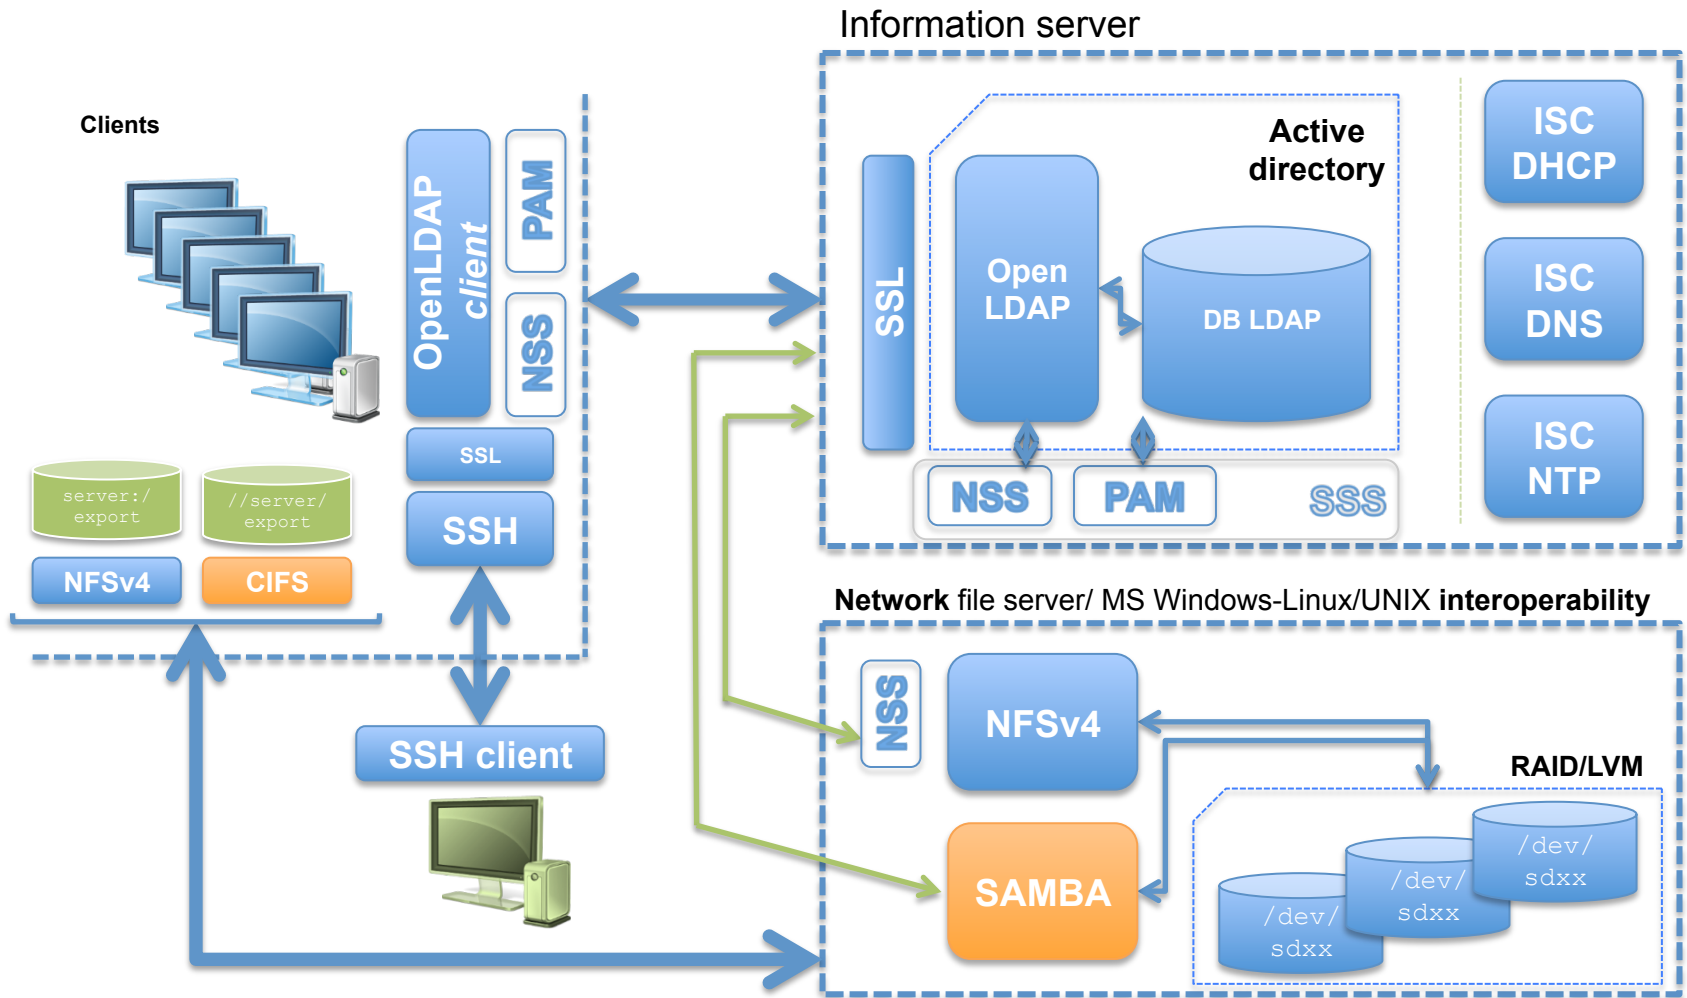 Information server
Clients
OpenLDAP
client
PAM
NSS
SSL
SSH
server:/
export
//server/
export
NFSv4
CIFS
SSH client
SSL
Active
directory
Open
LDAP
DB LDAP
NSS
PAM
SSS
ISC
DHCP
ISC
DNS
ISC
NTP
Network file server/ MS Windows-Linux/UNIX interoperability
NSS
NFSv4
SAMBA
RAID/LVM
/dev/
sdxx
/dev/
sdxx
/dev/
sdxx